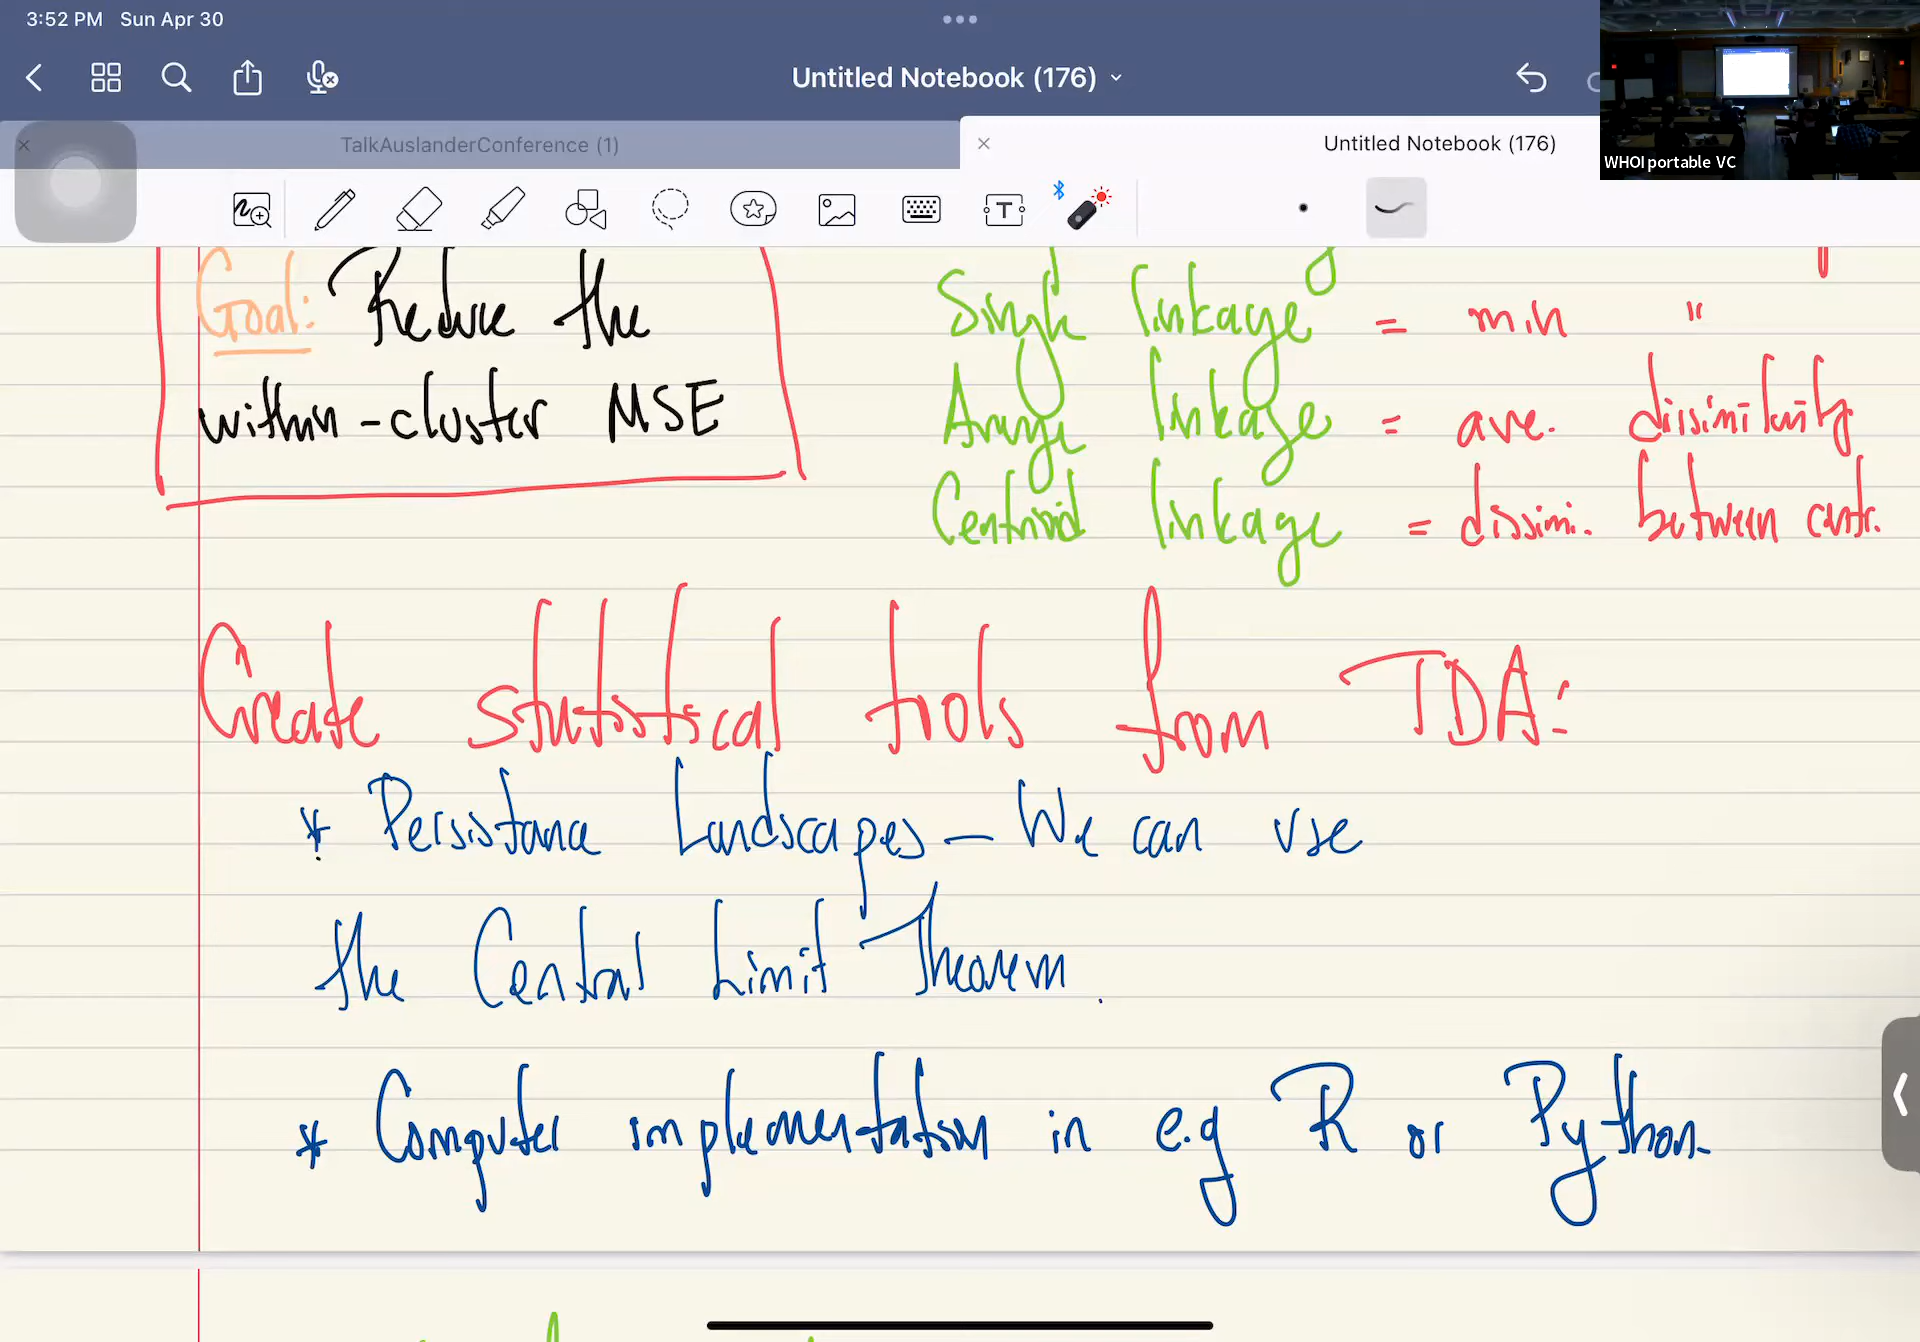 3:52 PM Sun Apr 30
Untitled Notebook (176)
WHOI portable VC
TalkAuslanderConference (1)
Untitled Notebook (176)
T
Goal: Reduce the
within-cluster MSE
Single linkage = min "
Average linkage = ave. dissimilarity
Centroid linkage = dissimi. between centr.
Create statistical tools from TDA:
* Persistance Landscapes – We can use
the Central Limit Theorem.
* Computer implementation in e.g R or Python.